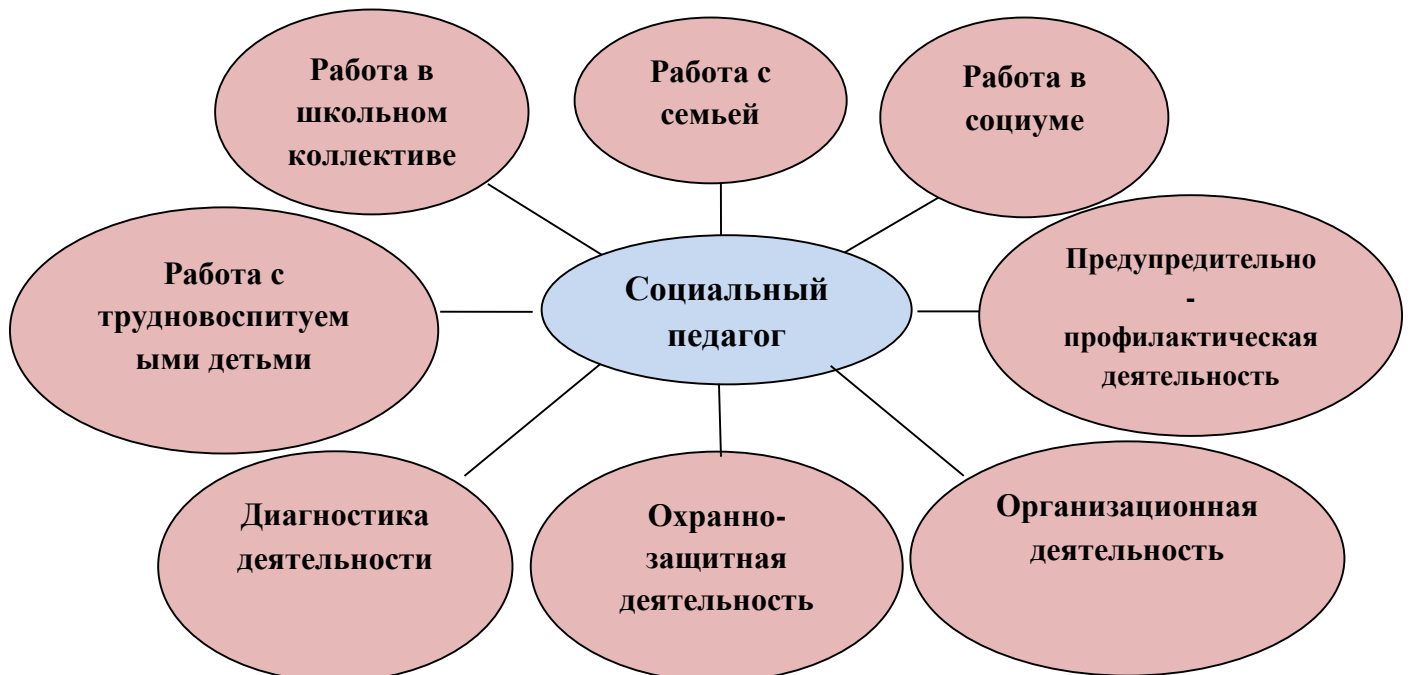 Работа в
школьном
коллективе
Работа с
семьей
Работа в
социуме
Работа с
трудновоспитуем
ыми детьми
Социальный
педагог
Предупредительно
-
профилактическая
деятельность
Диагностика
деятельности
Охранно-
защитная
деятельность
Организационная
деятельность